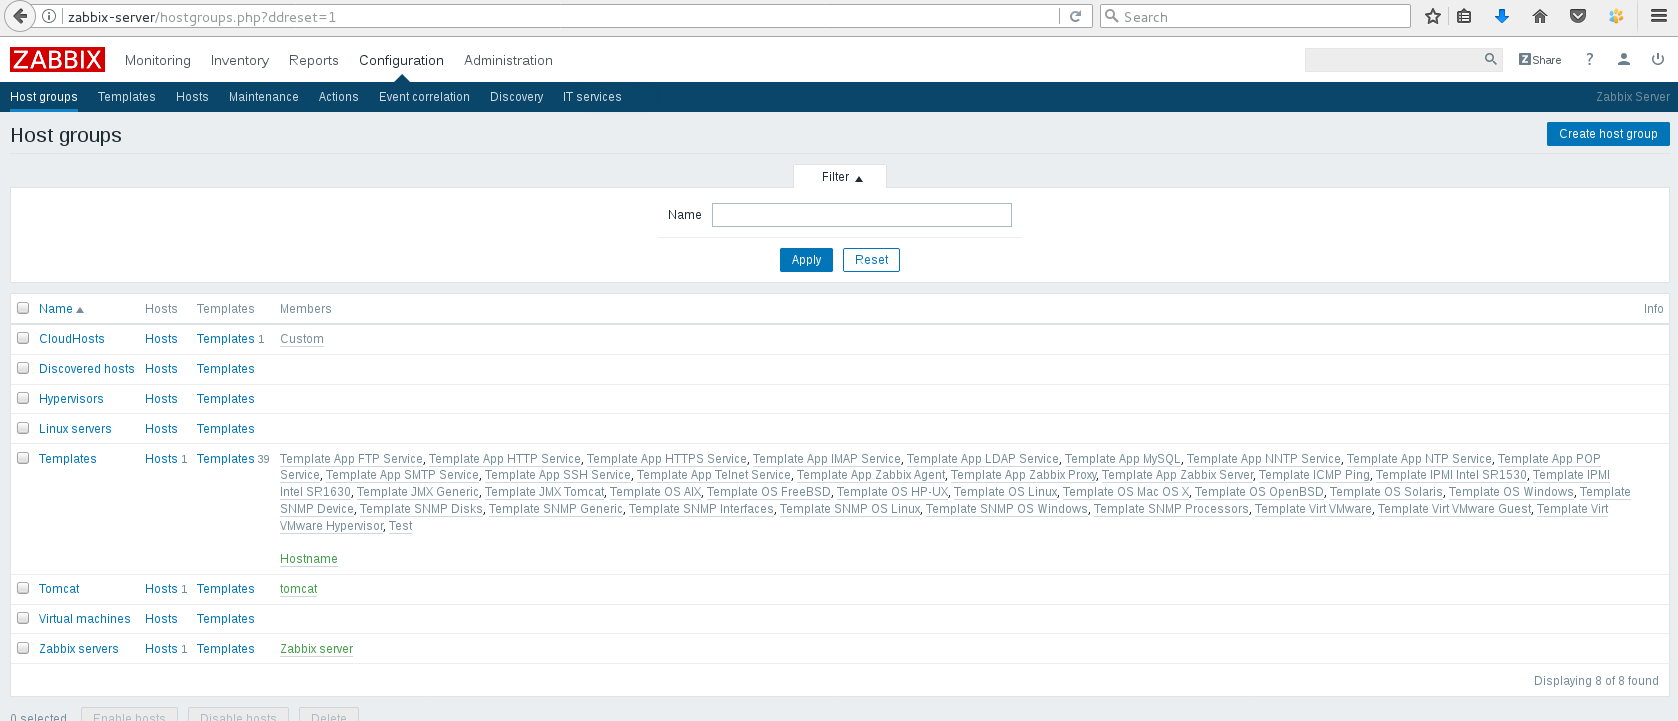 zabbix-server/hostgroups.php?ddreset=1
Search
ZABBIX
Monitoring Inventory Reports Configuration Administration
Z Share ?
Host groups Templates Hosts Maintenance Actions Event correlation Discovery IT services Zabbix Server
Host groups
Create host group
Filter
Name
Apply Reset
Name Hosts Templates Members Info
CloudHosts Hosts Templates 1 Custom
Discovered hosts Hosts Templates
Hypervisors Hosts Templates
Linux servers Hosts Templates
Templates Hosts 1 Templates 39 Template App FTP Service, Template App HTTP Service, Template App HTTPS Service, Template App IMAP Service, Template App LDAP Service, Template App MySQL, Template App NNTP Service, Template App NTP Service, Template App POP
Service, Template App SMTP Service, Template App SSH Service, Template App Telnet Service, Template App Zabbix Agent, Template App Zabbix Proxy, Template App Zabbix Server, Template ICMP Ping, Template IPMI Intel SR1530, Template IPMI
Intel SR1630, Template JMX Generic, Template JMX Tomcat, Template OS AIX, Template OS FreeBSD, Template OS HP-UX, Template OS Linux, Template OS Mac OS X, Template OS OpenBSD, Template OS Solaris, Template OS Windows, Template
SNMP Device, Template SNMP Disks, Template SNMP Generic, Template SNMP Interfaces, Template SNMP OS Linux, Template SNMP OS Windows, Template SNMP Processors, Template Virt VMware, Template Virt VMware Guest, Template Virt
VMware Hypervisor, Test
Hostname
Tomcat Hosts 1 Templates tomcat
Virtual machines Hosts Templates
Zabbix servers Hosts 1 Templates Zabbix server
Displaying 8 of 8 found
0 selected Enable hosts Disable hosts Delete